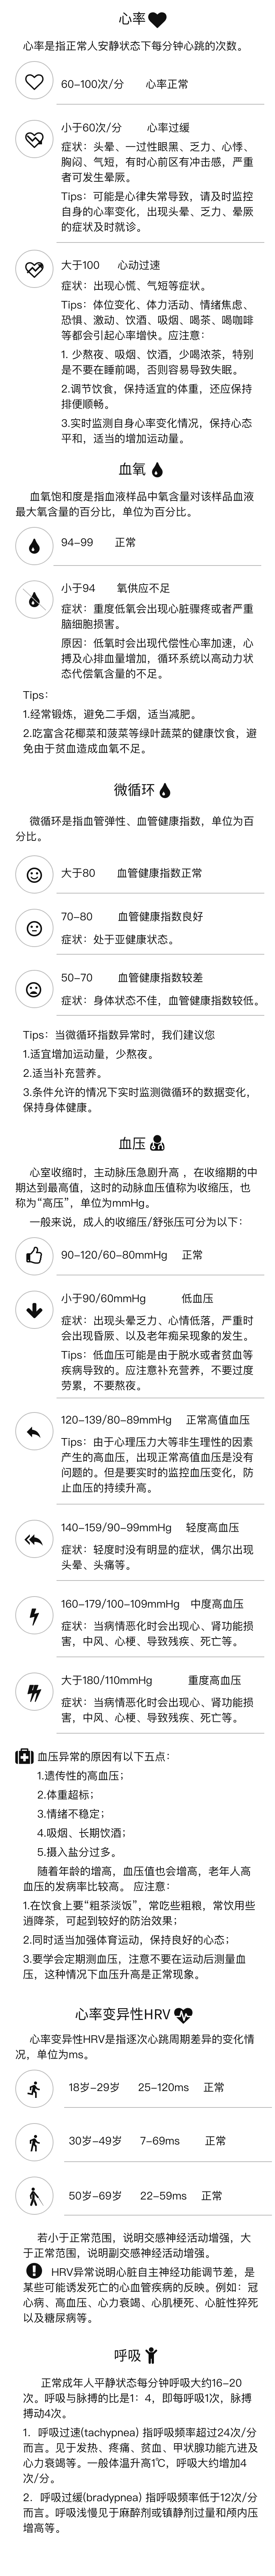 心率
心率是指正常人安静状态下每分钟心跳的次数。
60-100次/分 心率正常
小于60次/分 心率过缓
症状：头晕、一过性眼黑、乏力、心悸、
胸闷、气短，有时心前区有冲击感，严重
者可发生晕厥。
Tips：可能是心律失常导致，请及时监控
自身的心率变化，出现头晕、乏力、晕厥
的症状及时就诊。
大于100 心动过速
症状：出现心慌、气短等症状。
Tips：体位变化、体力活动、情绪焦虑、
恐惧、激动、饮酒、吸烟、喝茶、喝咖啡
等都会引起心率增快。应注意：
1. 少熬夜、吸烟、饮酒，少喝浓茶，特别
是不要在睡前喝，否则容易导致失眠。
2.调节饮食，保持适宜的体重，还应保持
排便顺畅。
3.实时监测自身心率变化情况，保持心态
平和，适当的增加运动量。
血氧
血氧饱和度是指血液样品中氧含量对该样品血液
最大氧含量的百分比，单位为百分比。
94-99 正常
小于94 氧供应不足
症状：重度低氧会出现心脏骤疼或者严重
脑细胞损害。
原因：低氧时会出现代偿性心率加速，心
搏及心排血量增加，循环系统以高动力状
态代偿氧含量的不足。
Tips：
1.经常锻炼，避免二手烟，适当减肥。
2.吃富含花椰菜和菠菜等绿叶蔬菜的健康饮食，避
免由于贫血造成血氧不足。
微循环
微循环是指血管弹性、血管健康指数，单位为百
分比。
大于80 血管健康指数正常
70-80 血管健康指数良好
症状：处于亚健康状态。
50-70 血管健康指数较差
症状：身体状态不佳，血管健康指数较低。
Tips：当微循环指数异常时，我们建议您
1.适宜增加运动量，少熬夜。
2.适当补充营养。
3.条件允许的情况下实时监测微循环的数据变化，
保持身体健康。
血压
心室收缩时，主动脉压急剧升高 ，在收缩期的中
期达到最高值，这时的动脉血压值称为收缩压，也
称为“高压”，单位为mmHg。
一般来说，成人的收缩压/舒张压可分为以下：
90-120/60-80mmHg 正常
小于90/60mmHg 低血压
症状：出现头晕乏力、心情低落，严重时
会出现昏厥、以及老年痴呆现象的发生。
Tips：低血压可能是由于脱水或者贫血等
疾病导致的。应注意补充营养，不要过度
劳累，不要熬夜。
120-139/80-89mmHg 正常高值血压
Tips：由于心理压力大等非生理性的因素
产生的高血压，出现正常高值血压是没有
问题的。但是要实时的监控血压变化，防
止血压的持续升高。
140-159/90-99mmHg 轻度高血压
症状：轻度时没有明显的症状，偶尔出现
头晕、头痛等。
160-179/100-109mmHg 中度高血压
症状：当病情恶化时会出现心、肾功能损
害，中风、心梗、导致残疾、死亡等。
大于180/110mmHg 重度高血压
症状：当病情恶化时会出现心、肾功能损
害，中风、心梗、导致残疾、死亡等。
血压异常的原因有以下五点：
1.遗传性的高血压；
2.体重超标；
3.情绪不稳定；
4.吸烟、长期饮酒；
5.摄入盐分过多。
随着年龄的增高，血压值也会增高，老年人高
血压的发病率比较高。 应注意：
1.在饮食上要“粗茶淡饭”，常吃些粗粮，常饮用些
消降茶，可起到较好的防治效果；
2.同时适当加强体育运动，保持良好的心态；
3.要学会定期测血压，注意不要在运动后测量血
压，这种情况下血压升高是正常现象。
心率变异性HRV
心率变异性HRV是指逐次心跳周期差异的变化情
况，单位为ms。
18岁-29岁 25-120ms 正常
30岁-49岁 7-69ms 正常
50岁-69岁 22-59ms 正常
若小于正常范围，说明交感神经活动增强，大
于正常范围，说明副交感神经活动增强。
HRV异常说明心脏自主神经功能调节差，是
某些可能诱发死亡的心血管疾病的反映。例如：冠
心病、高血压、心力衰竭、心肌梗死、心脏性猝死
以及糖尿病等。
呼吸
正常成年人平静状态每分钟呼吸大约16-20
次。呼吸与脉搏的比是1：4，即每呼吸1次，脉搏
搏动4次。
1. 呼吸过速(tachypnea) 指呼吸频率超过24次/分
而言。见于发热、疼痛、贫血、甲状腺功能亢进及
心力衰竭等。一般体温升高1℃，呼吸大约增加4
次/分。
2. 呼吸过缓(bradypnea) 指呼吸频率低于12次/分
而言。呼吸浅慢见于麻醉剂或镇静剂过量和颅内压
增高等。